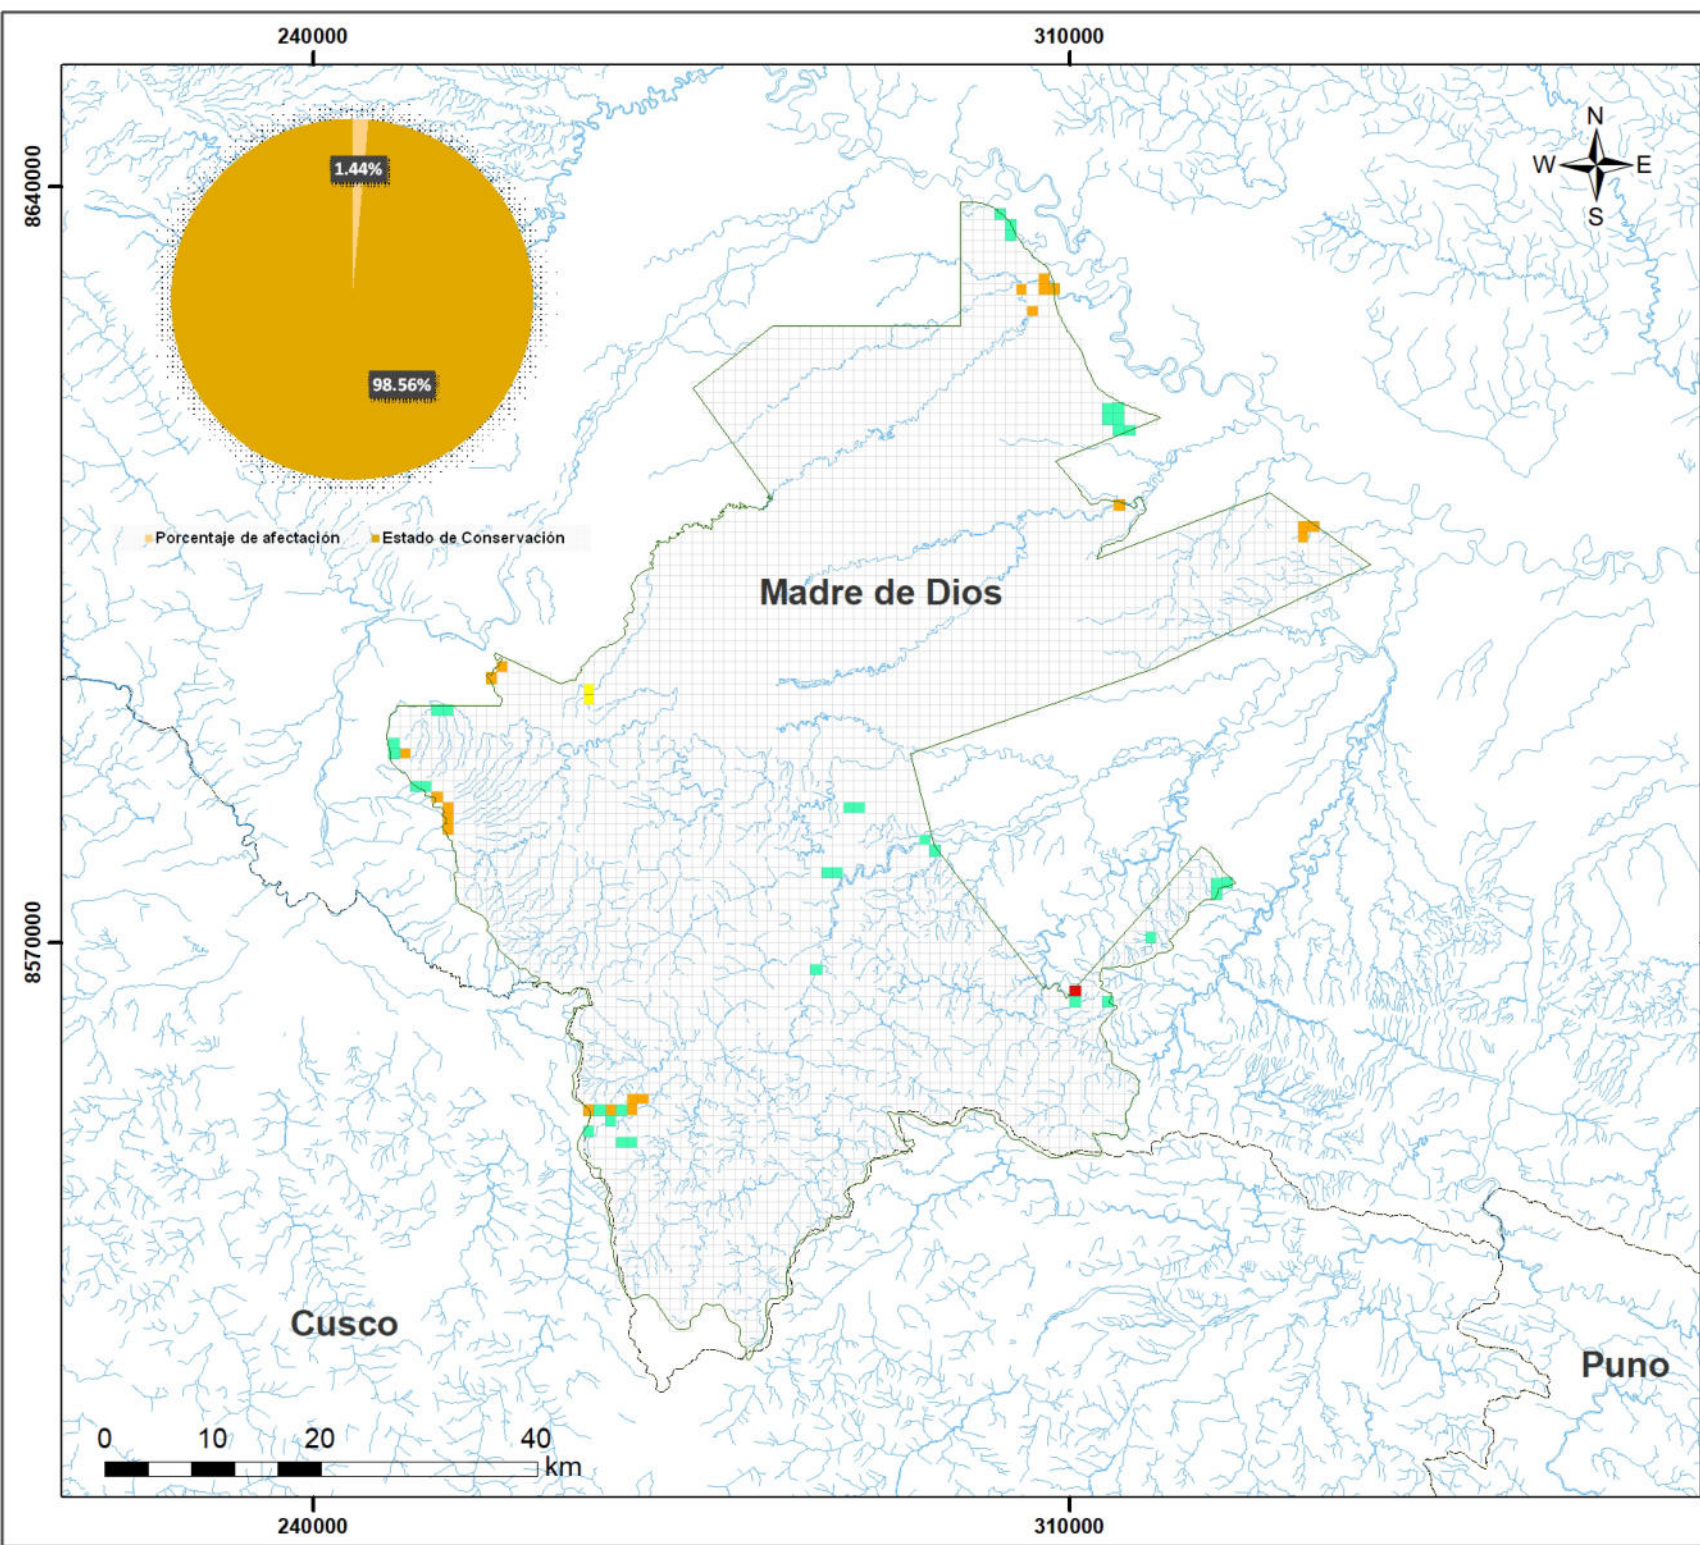 240000 310000
8640000
N
W E
S
1.44%
98.56%
Porcentaje de afectación Estado de Conservación
Madre de Dios
8570000
Cusco
Puno
0 10 20 40
km
240000 310000